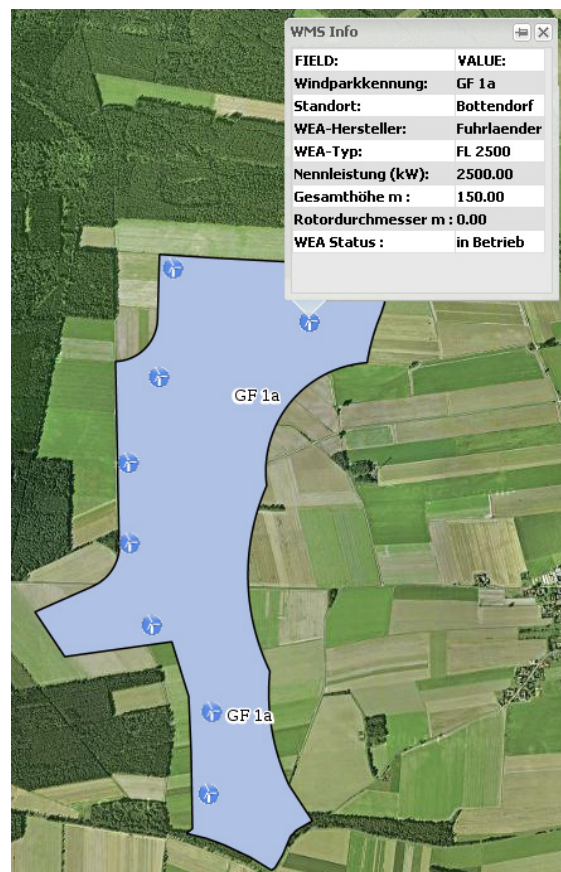 WMS Info
FIELD: VALUE:
Windparkkennung: GF 1a
Standort: Bottendorf
WEA-Hersteller: Fuhrlaender
WEA-Typ: FL 2500
Nennleistung (kW): 2500.00
Gesamthöhe m : 150.00
Rotordurchmesser m : 0.00
WEA Status : in Betrieb
GF 1a
GF 1a